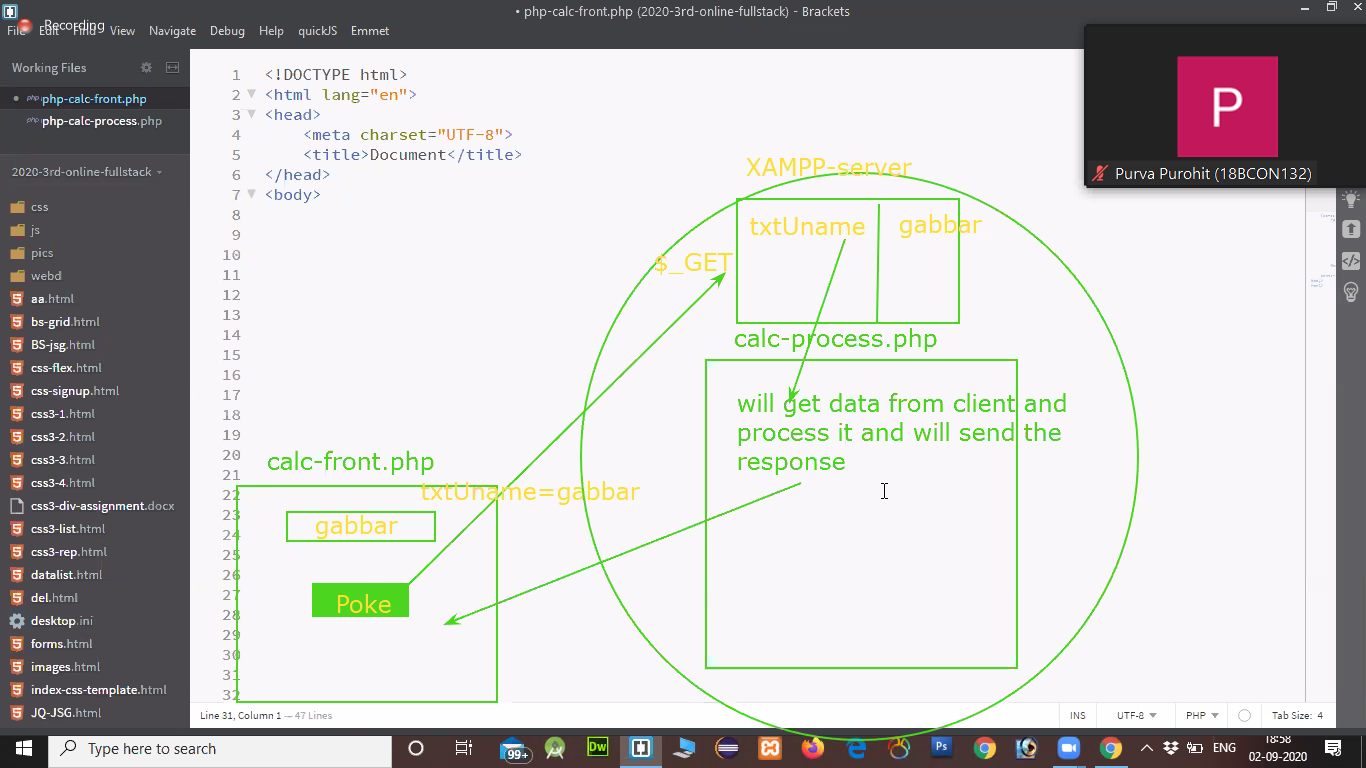 • php-calc-front.php (2020-3rd-online-fullstack) - Brackets
Recording
File Edit Find View Navigate Debug Help quickJS Emmet
Working Files
php-calc-front.php
php-calc-process.php
2020-3rd-online-fullstack
css
js
pics
webd
aa.html
bs-grid.html
BS-jsg.html
css-flex.html
css-signup.html
css3-1.html
css3-2.html
css3-3.html
css3-4.html
css3-div-assignment.docx
css3-list.html
css3-rep.html
datalist.html
del.html
desktop.ini
forms.html
images.html
index-css-template.html
JQ-JSG.html
1 <!DOCTYPE html>
2 <html lang="en">
3 <head>
4 <meta charset="UTF-8">
5 <title>Document</title>
6 </head>
7 <body>
8
9
10
11
12
13
14
15
16
17
18
19
20
21
22
23
24
25
26
27
28
29
30
31
32
XAMPP-server
txtUname gabbar
$_GET
calc-process.php
will get data from client and
process it and will send the
response
calc-front.php
txtUname=gabbar
gabbar
Poke
P
Purva Purohit (18BCON132)
Line 31, Column 1 — 47 Lines
INS UTF-8 PHP Tab Size: 4
Type here to search
99+
Dw
Ps
ENG
18:58
02-09-2020